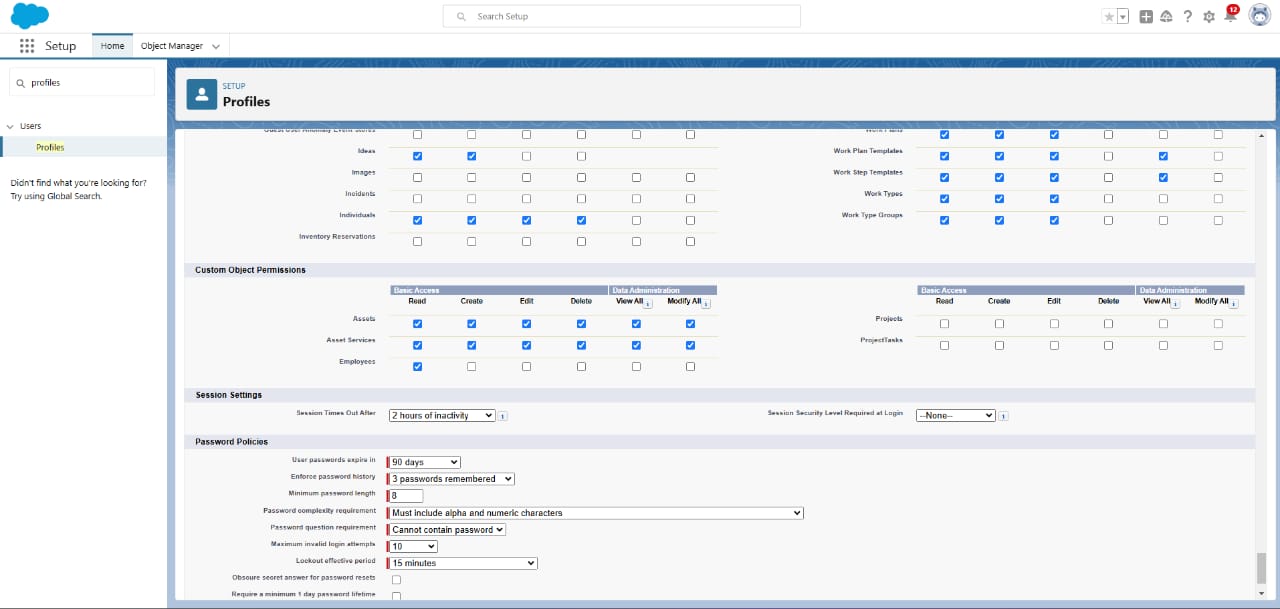 Search Setup
12
Setup
Home
Object Manager
profiles
Users
Profiles
Didn't find what you're looking for?
Try using Global Search.
SETUP
Profiles
Guest User Anomaly Event Stores
Ideas
Images
Incidents
Individuals
Inventory Reservations
Work Plans
Work Plan Templates
Work Step Templates
Work Types
Work Type Groups
Custom Object Permissions
Basic Access Data Administration
Read Create Edit Delete View All i Modify All i
Assets
Asset Services
Employees
Basic Access Data Administration
Read Create Edit Delete View All i Modify All i
Projects
ProjectTasks
Session Settings
Session Times Out After 2 hours of inactivity i
Session Security Level Required at Login --None-- i
Password Policies
User passwords expire in 90 days
Enforce password history 3 passwords remembered
Minimum password length 8
Password complexity requirement Must include alpha and numeric characters
Password question requirement Cannot contain password
Maximum invalid login attempts 10
Lockout effective period 15 minutes
Obscure secret answer for password resets
Require a minimum 1 day password lifetime